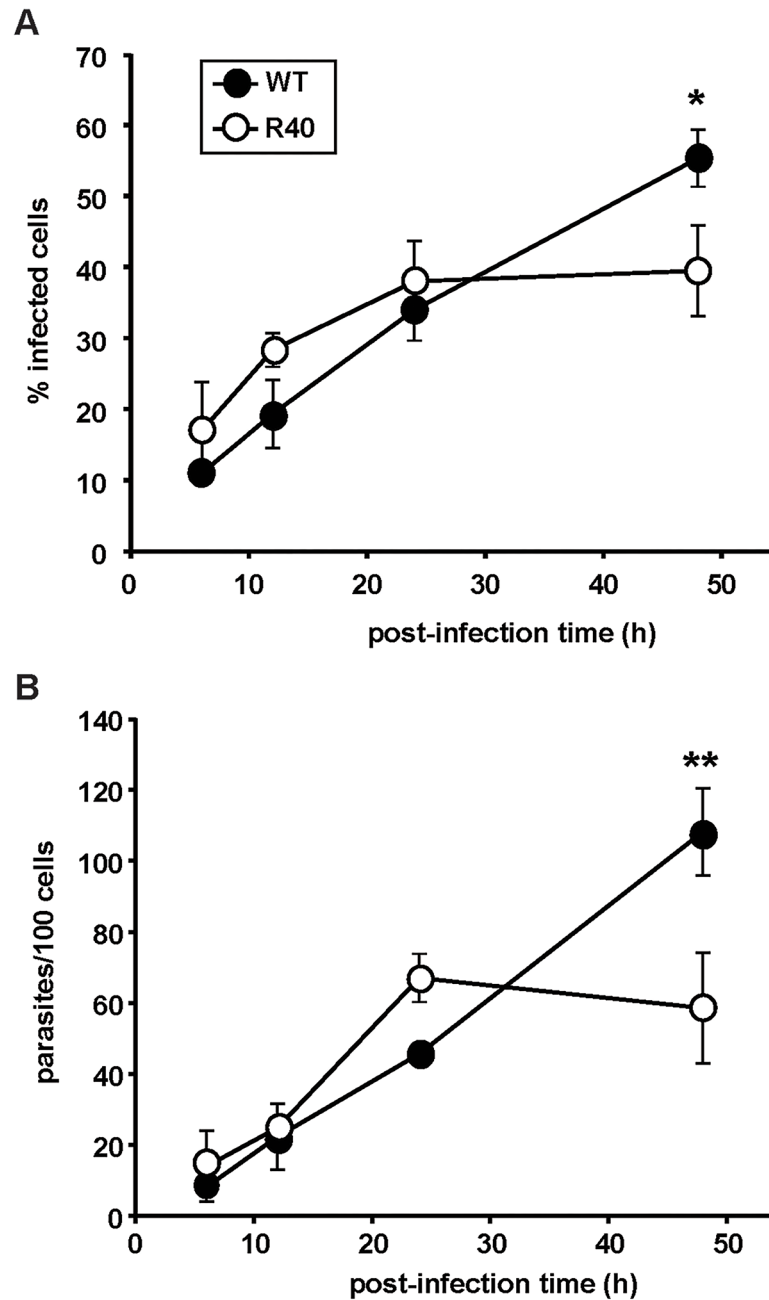 A
70
60
50
40
30
20
10
0
% infected cells
WT
R40
*
0 10 20 30 40 50
post-infection time (h)
B
140
120
100
80
60
40
20
0
parasites/100 cells
**
0 10 20 30 40 50
post-infection time (h)